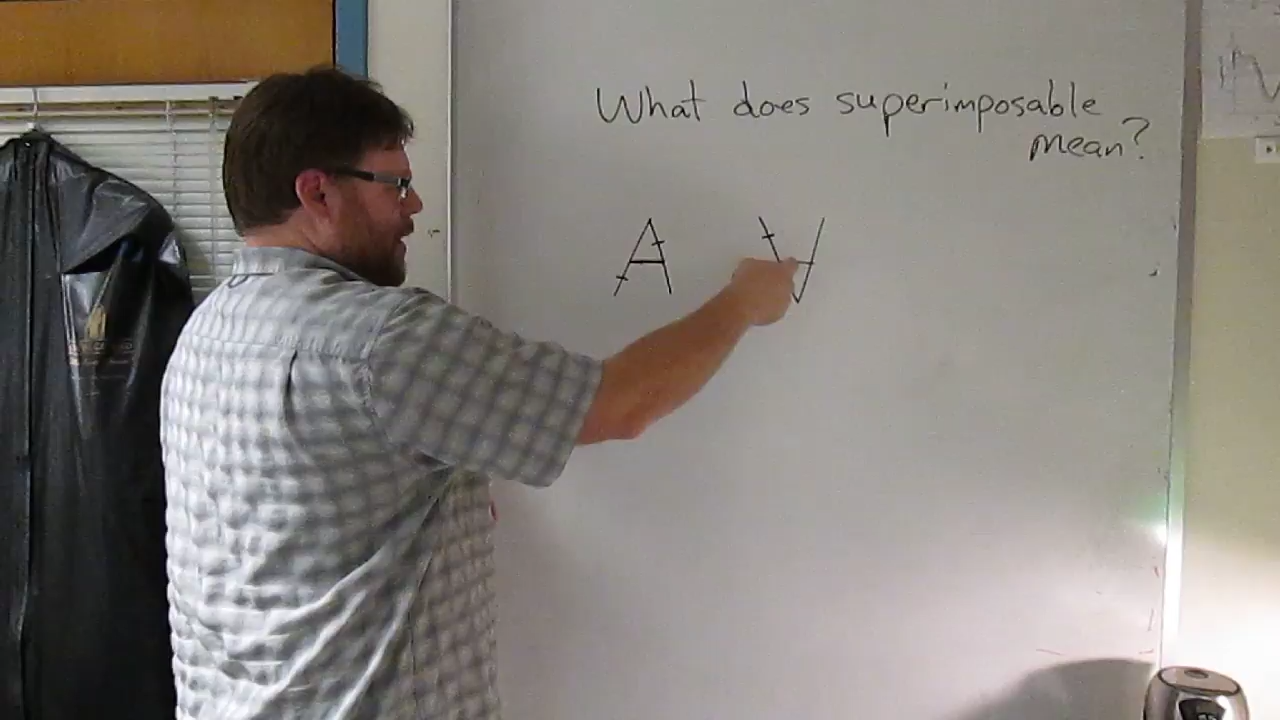 What does superimposable
mean?
A ∀